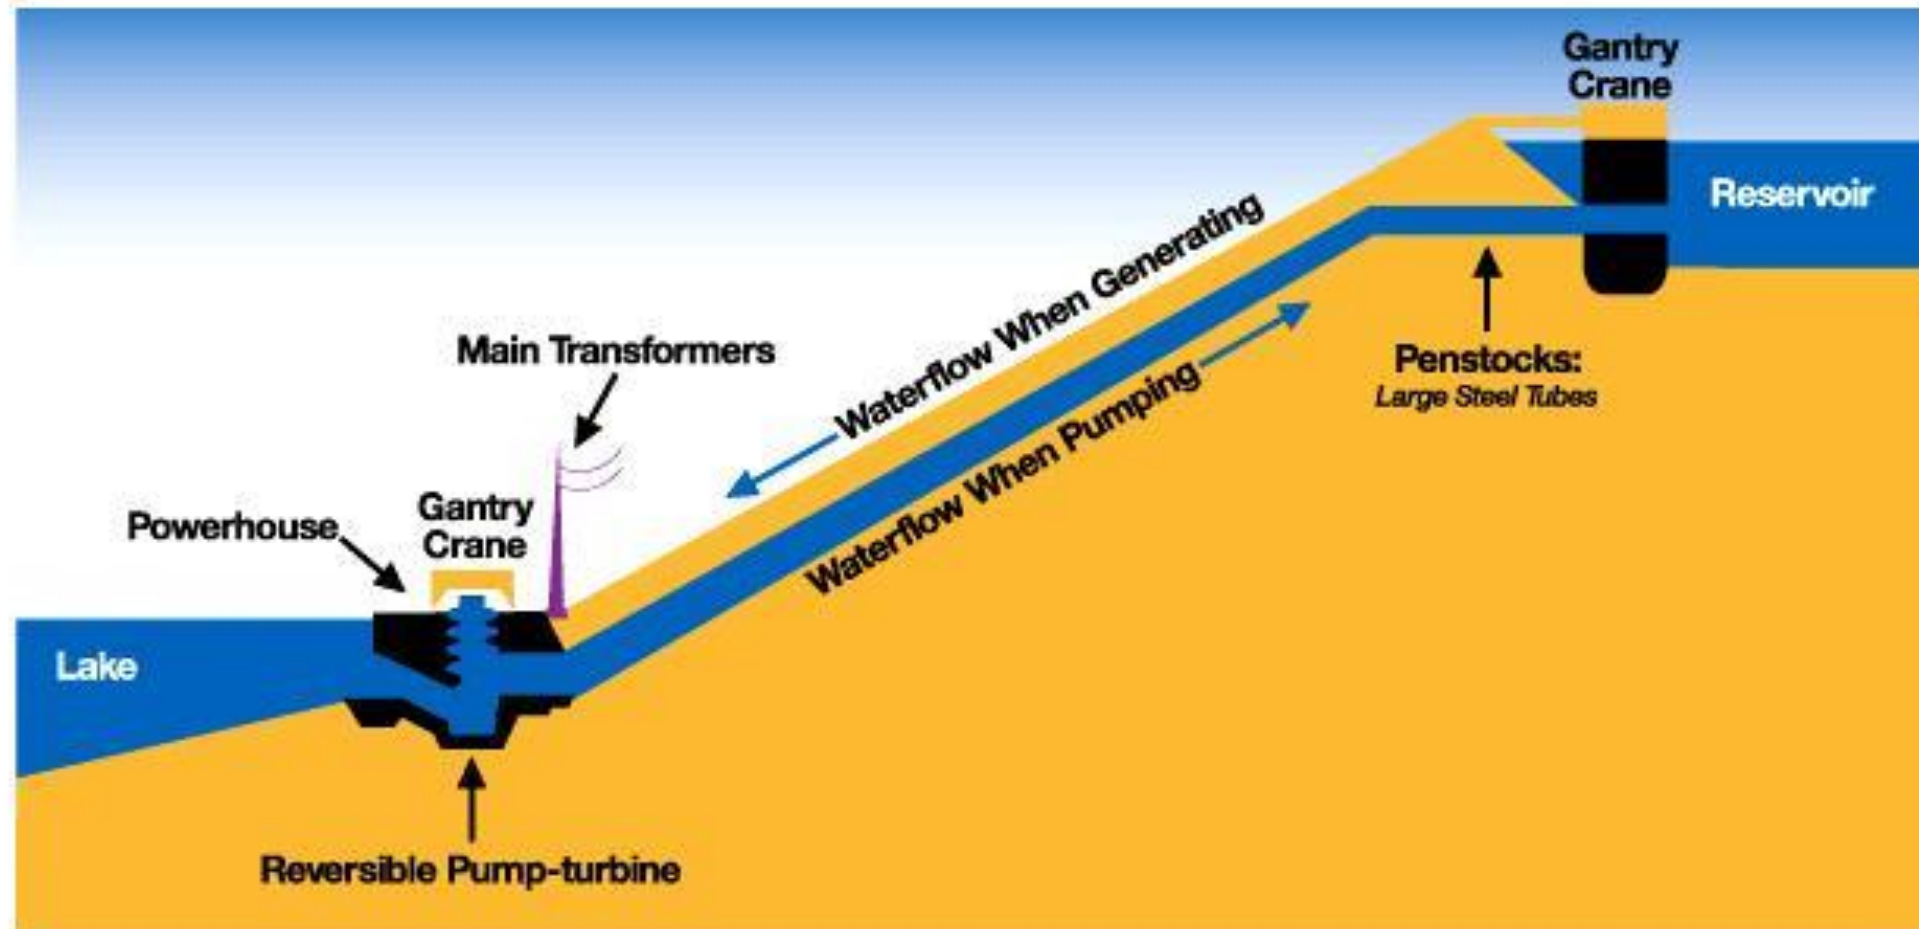 Gantry
Crane
Reservoir
Waterflow When Generating
Main Transformers
Penstocks:
Large Steel Tubes
Waterflow When Pumping
Gantry
Crane
Powerhouse
Lake
Reversible Pump-turbine